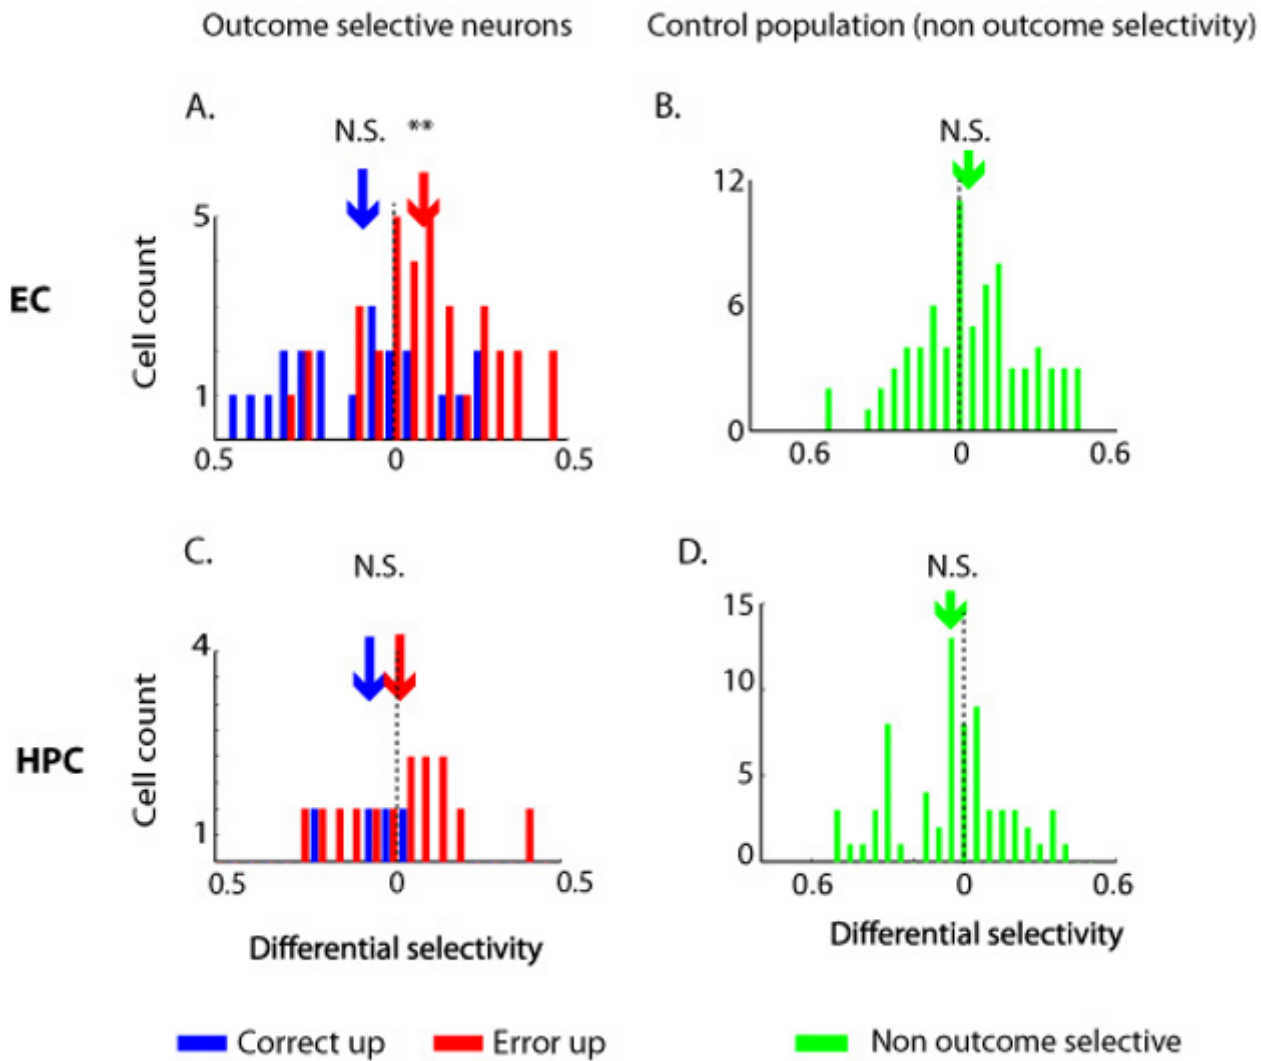 Outcome selective neurons
Control population (non outcome selectivity)
A.
N.S. **
5
1
Cell count
EC
0.5 0 0.5
B.
N.S.
12
6
0
0.6 0 0.6
C.
N.S.
4
1
Cell count
HPC
0.5 0 0.5
Differential selectivity
D.
N.S.
15
10
5
0
0.6 0 0.6
Differential selectivity
Correct up
Error up
Non outcome selective